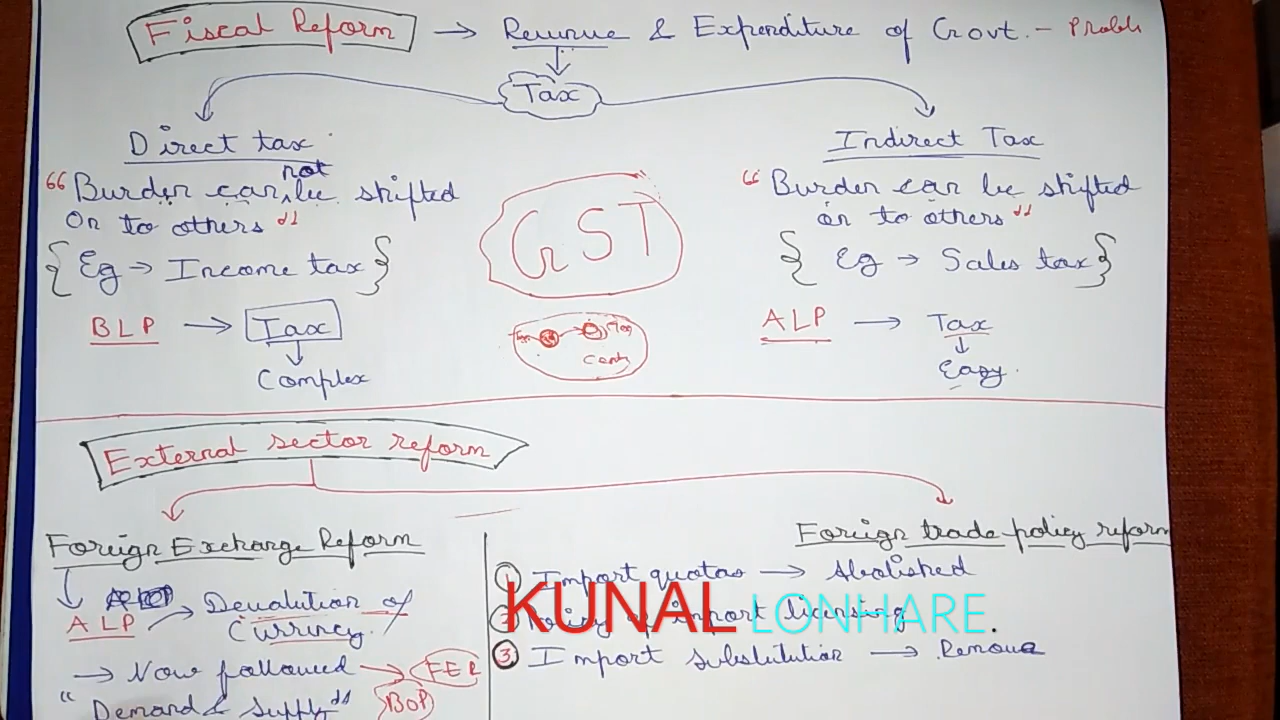 Fiscal Reform → Revenue & Expenditure of Govt. -
Tax
Direct tax
"Burden can not be shifted
on to others"
{Eg → Income tax}
BLP → Tax
Complex
GST
Indirect Tax
"Burden can be shifted
on to others"
{Eg → Sales tax}
ALP → Tax
Easy.
External sector reform
Foreign Exchange Reform
ALP → Devalution of
Currency.
→ Now followed → FER
"Demand & Supply" BOP
Foreign trade policy reform
① Import quotas → Abolished
② Policy of import licensing
③ Import substitution → Remove
KUNAL LONHARE.